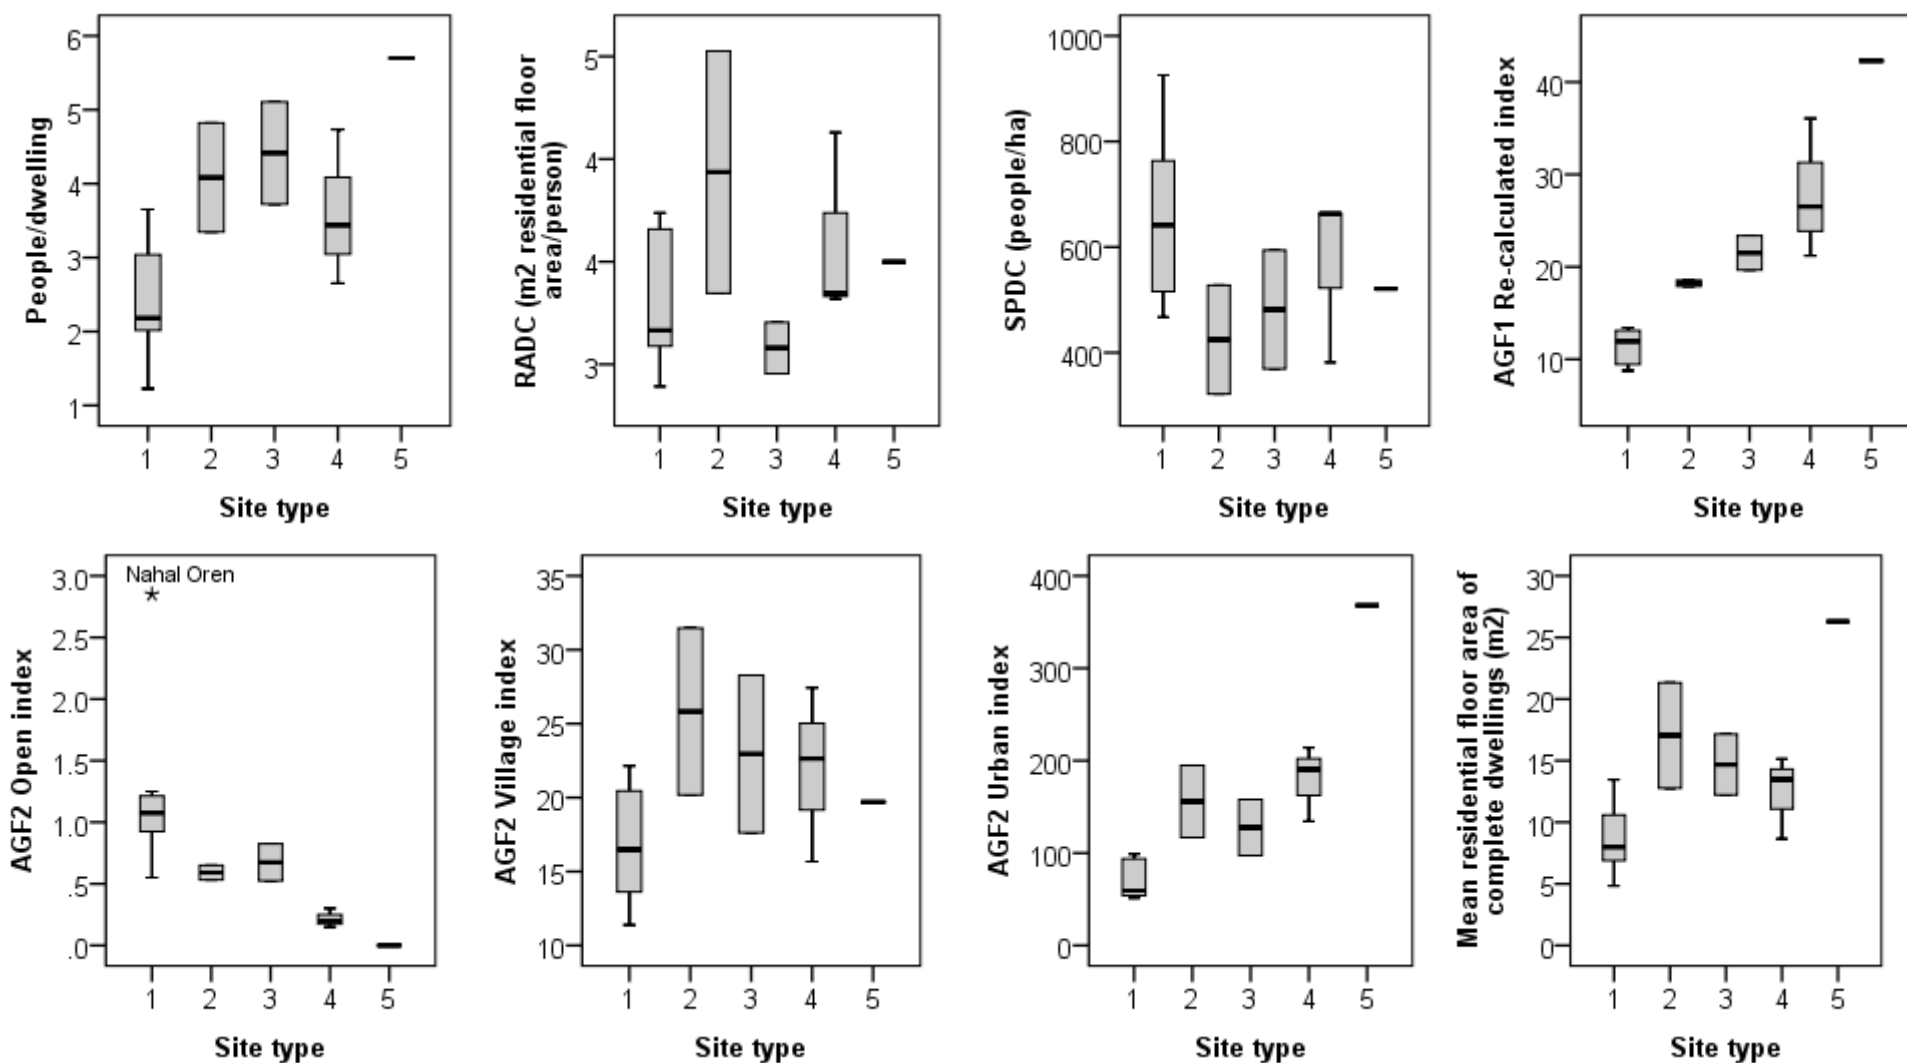 People/dwelling
6
5
4
3
2
1
1 2 3 4 5
Site type
RADC (m2 residential floor
area/person)
5
4
4
3
1 2 3 4 5
Site type
SPDC (people/ha)
1000
800
600
400
1 2 3 4 5
Site type
AGF1 Re-calculated index
40
30
20
10
1 2 3 4 5
Site type
AGF2 Open index
3.0
2.5
2.0
1.5
1.0
.5
.0
Nahal Oren
1 2 3 4 5
Site type
AGF2 Village index
35
30
25
20
15
10
1 2 3 4 5
Site type
AGF2 Urban index
400
300
200
100
0
1 2 3 4 5
Site type
Mean residential floor area of
complete dwellings (m2)
30
25
20
15
10
5
0
1 2 3 4 5
Site type